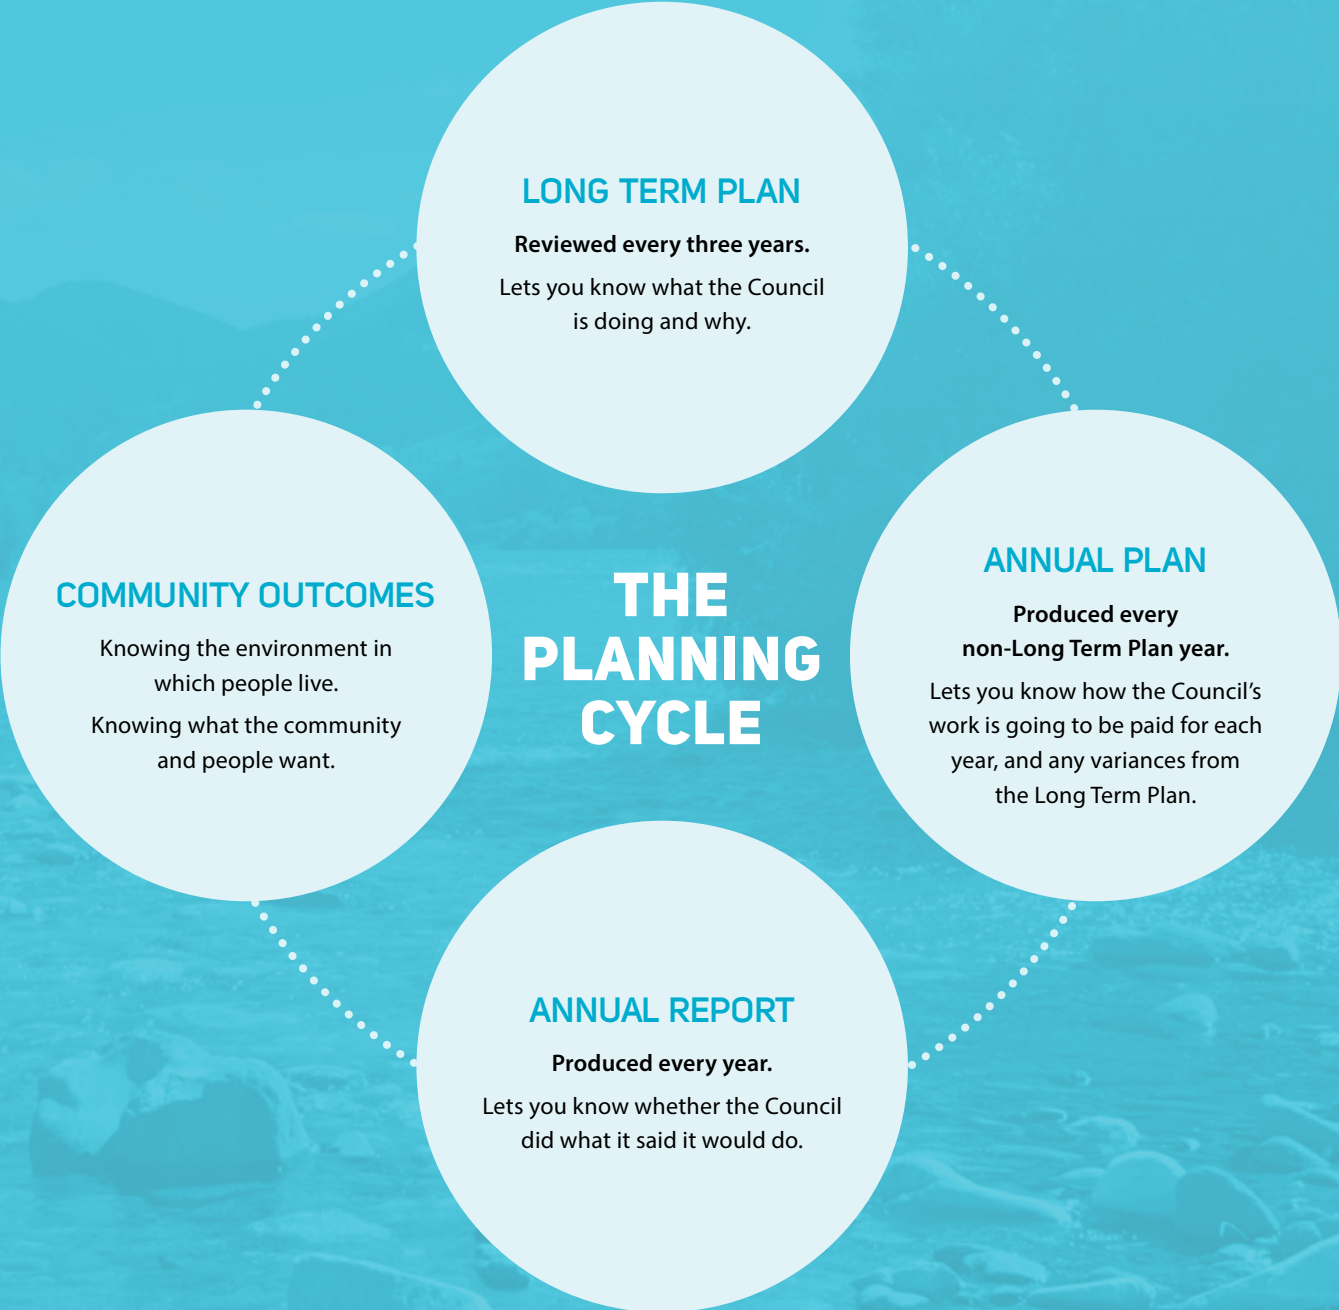 LONG TERM PLAN
Reviewed every three years.
Lets you know what the Council
is doing and why.
COMMUNITY OUTCOMES
Knowing the environment in
which people live.
Knowing what the community
and people want.
THE
PLANNING
CYCLE
ANNUAL PLAN
Produced every
non-Long Term Plan year.
Lets you know how the Council’s
work is going to be paid for each
year, and any variances from
the Long Term Plan.
ANNUAL REPORT
Produced every year.
Lets you know whether the Council
did what it said it would do.